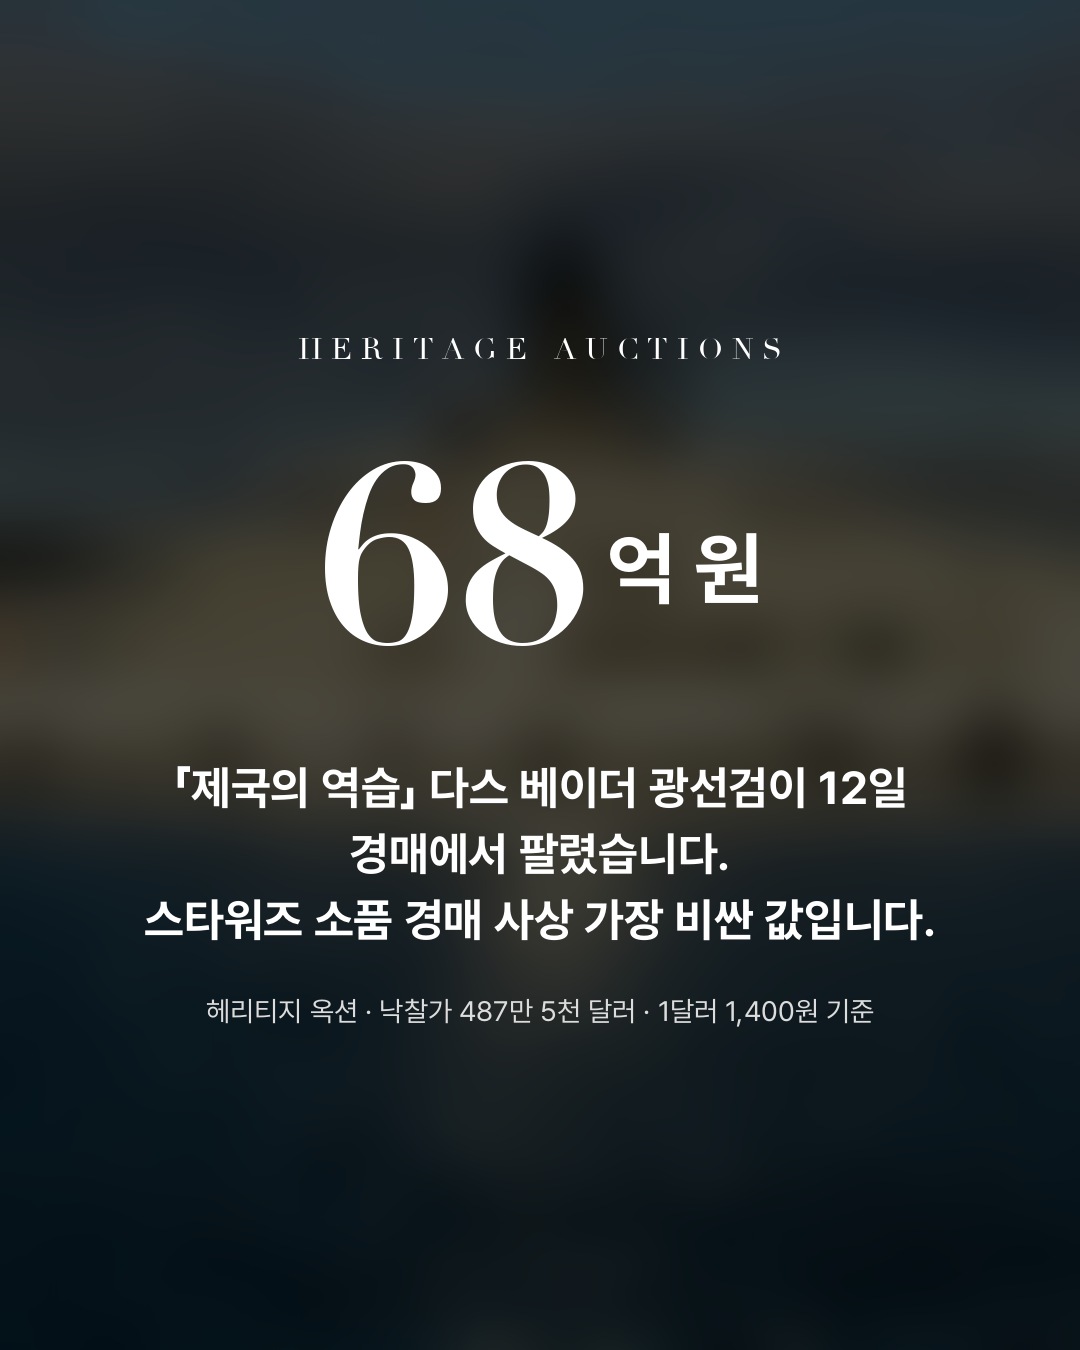 HERITAGE AUCTIONS
68억 원
「제국의 역습」 다스 베이더 광선검이 12일
경매에서 팔렸습니다.
스타워즈 소품 경매 사상 가장 비싼 값입니다.
헤리티지 옥션 · 낙찰가 487만 5천 달러 · 1달러 1,400원 기준